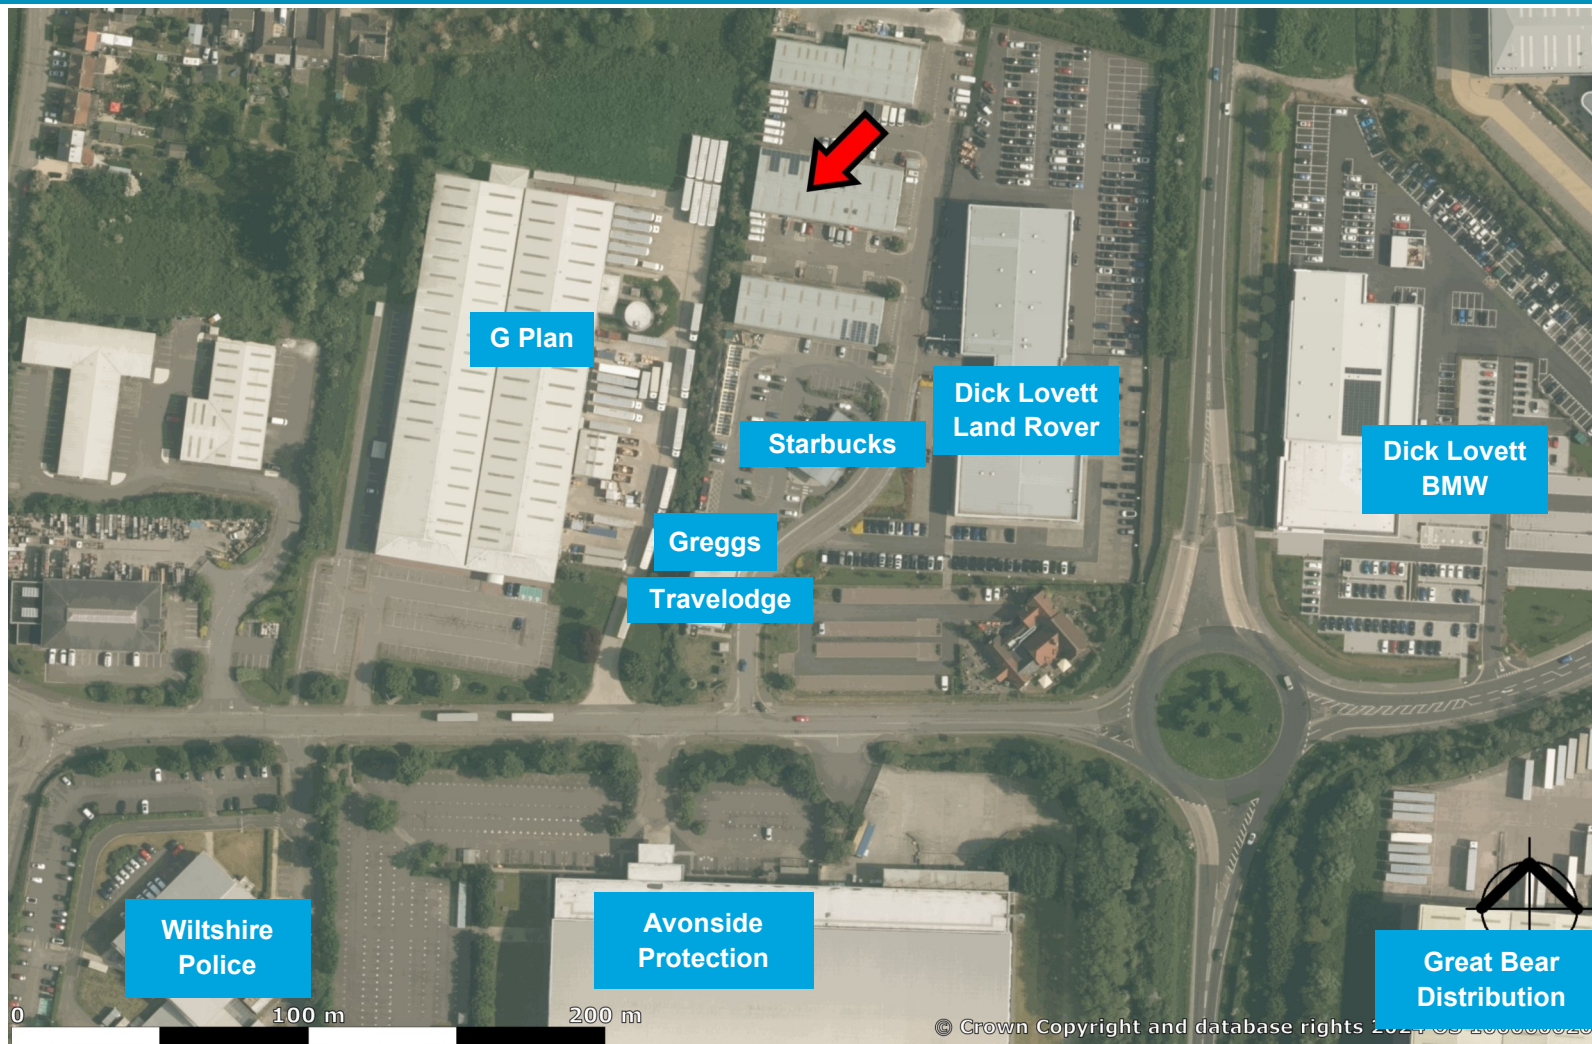 G Plan
Dick Lovett
Land Rover
Starbucks
Dick Lovett
BMW
Greggs
Travelodge
Wiltshire
Police
Avonside
Protection
Great Bear
Distribution
0 100 m 200 m
© Crown Copyright and database rights